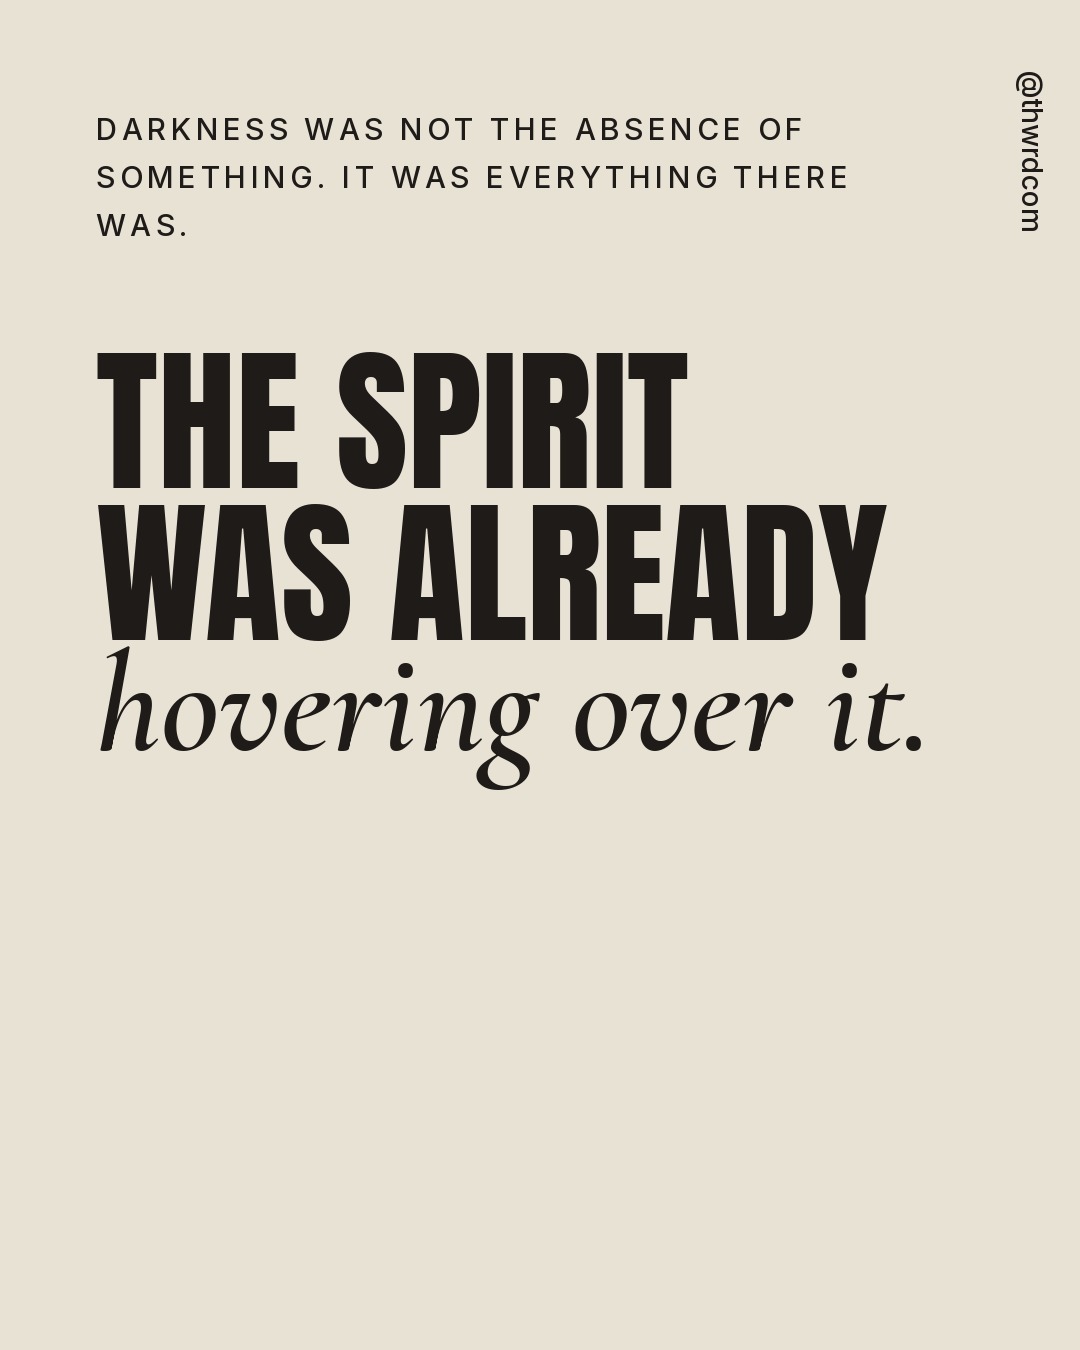 DARKNESS WAS NOT THE ABSENCE OF
SOMETHING. IT WAS EVERYTHING THERE
WAS.
THE SPIRIT
WAS ALREADY
hovering over it.
@thwrdcom